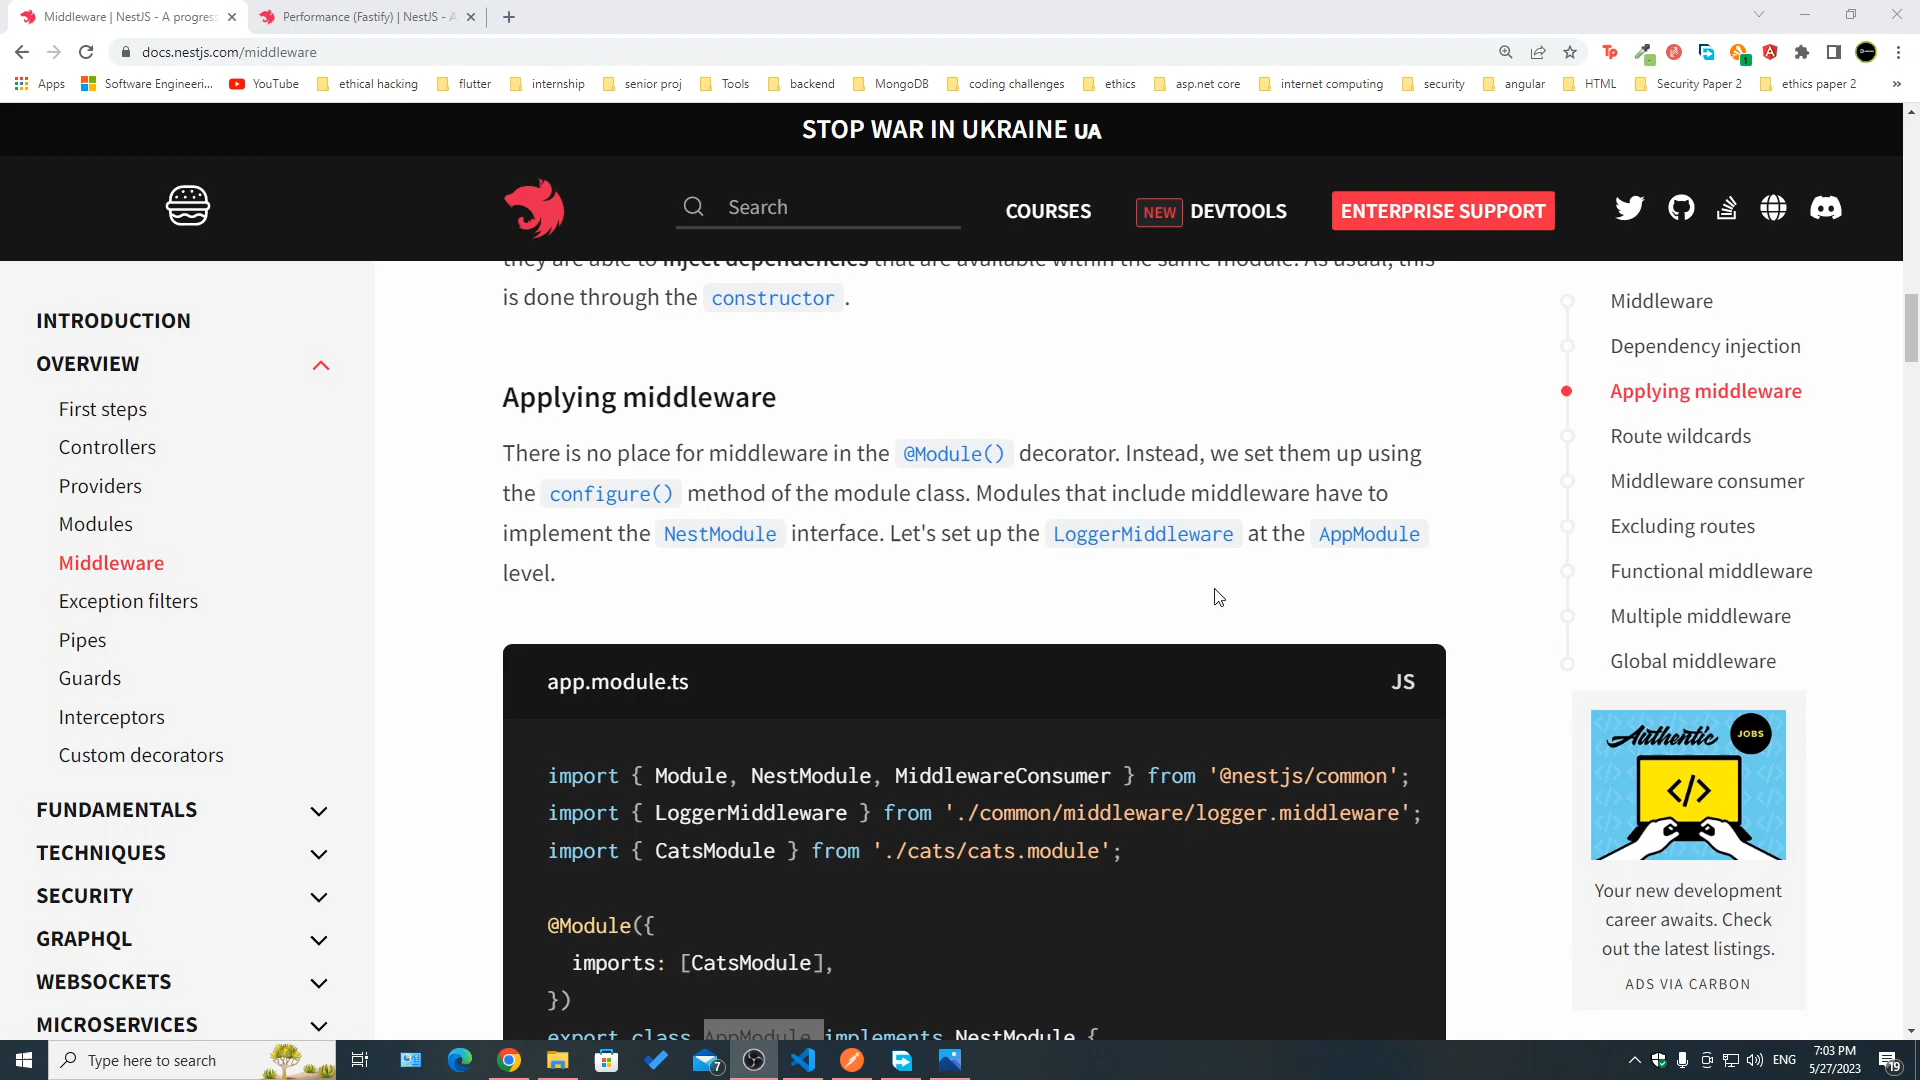 Middleware | NestJS - A progress
Performance (Fastify) | NestJS - A
docs.nestjs.com/middleware
Apps
Software Engineeri...
YouTube
ethical hacking
flutter
internship
senior proj
Tools
backend
MongoDB
coding challenges
ethics
asp.net core
internet computing
security
angular
HTML
Security Paper 2
ethics paper 2
»
STOP WAR IN UKRAINE UA
Search
COURSES
NEW DEVTOOLS
ENTERPRISE SUPPORT
INTRODUCTION
OVERVIEW
First steps
Controllers
Providers
Modules
Middleware
Exception filters
Pipes
Guards
Interceptors
Custom decorators
FUNDAMENTALS
TECHNIQUES
SECURITY
GRAPHQL
WEBSOCKETS
MICROSERVICES
they are able to inject dependencies that are available within the same module. As usual, this
is done through the constructor .
Applying middleware
There is no place for middleware in the @Module() decorator. Instead, we set them up using
the configure() method of the module class. Modules that include middleware have to
implement the NestModule interface. Let's set up the LoggerMiddleware at the AppModule
level.
app.module.ts
JS
import { Module, NestModule, MiddlewareConsumer } from '@nestjs/common';
import { LoggerMiddleware } from './common/middleware/logger.middleware';
import { CatsModule } from './cats/cats.module';
@Module({
imports: [CatsModule],
})
export class AppModule implements NestModule {
Middleware
Dependency injection
Applying middleware
Route wildcards
Middleware consumer
Excluding routes
Functional middleware
Multiple middleware
Global middleware
Authentic JOBS
</>
Your new development
career awaits. Check
out the latest listings.
ADS VIA CARBON
Type here to search
7
ENG
7:03 PM
5/27/2023
19